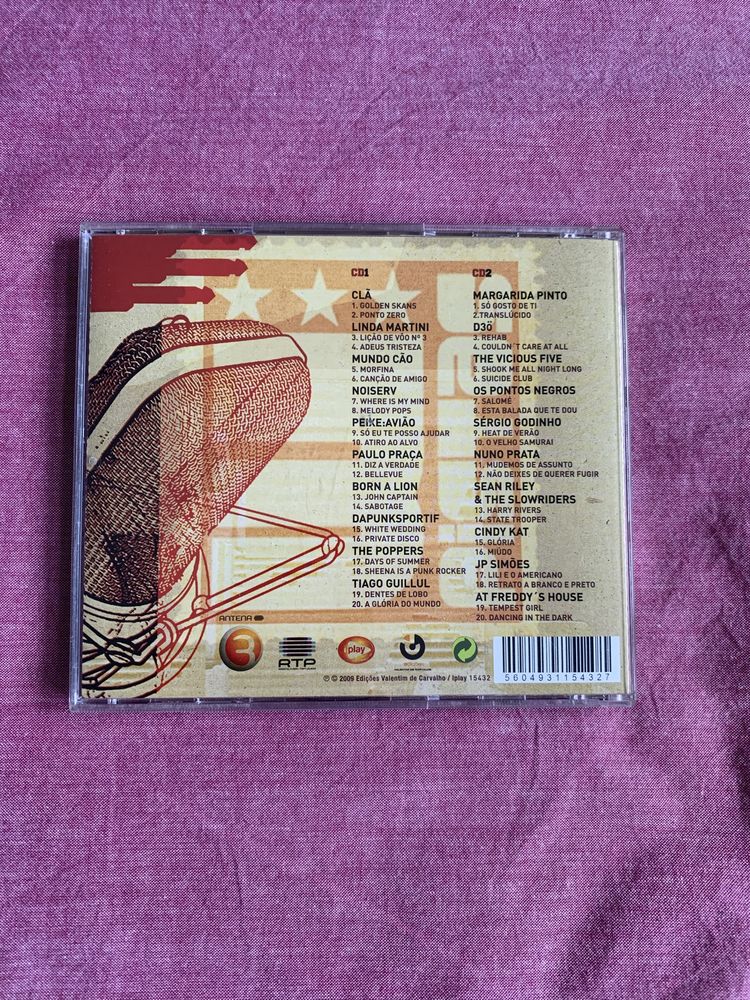 CD1
CLÃ
1. GOLDEN SKANS
2. PONTO ZERO
LINDA MARTINI
3. LIÇÃO DE VÔO Nº 3
4. ADEUS TRISTEZA
MUNDO CÃO
5. MORFINA
6. CANÇÃO DE AMIGO
NOISERV
7. WHERE IS MY MIND
8. MELODY POPS
PEIXE:AVIÃO
9. SÓ EU TE POSSO AJUDAR
10. ATIRO AO ALVO
PAULO PRAÇA
11. DIZ A VERDADE
12. BELLEVUE
BORN A LION
13. JOHN CAPTAIN
14. SABOTAGE
DAPUNKSPORTIF
15. WHITE WEDDING
16. PRIVATE DISCO
THE POPPERS
17. DAYS OF SUMMER
18. SHEENA IS A PUNK ROCKER
TIAGO GUILLUL
19. DENTES DE LOBO
20. A GLÓRIA DO MUNDO
CD2
MARGARIDA PINTO
1. SÓ GOSTO DE TI
2.TRANSLÚCIDO
D3Ö
3. REHAB
4. COULDN´T CARE AT ALL
THE VICIOUS FIVE
5. SHOOK ME ALL NIGHT LONG
6. SUICIDE CLUB
OS PONTOS NEGROS
7. SALOMÉ
8. ESTA BALADA QUE TE DOU
SÉRGIO GODINHO
9. HEAT DE VERÃO
10. O VELHO SAMURAI
NUNO PRATA
11. MUDEMOS DE ASSUNTO
12. NÃO DEIXES DE QUERER FUGIR
SEAN RILEY
& THE SLOWRIDERS
13. HARRY RIVERS
14. STATE TROOPER
CINDY KAT
15. GLÓRIA
16. MIÚDO
JP SIMÕES
17. LILI E O AMERICANO
18. RETRATO A BRANCO E PRETO
AT FREDDY´S HOUSE
19. TEMPEST GIRL
20. DANCING IN THE DARK
ANTENA
3
RTP
play
℗ © 2009 Edições Valentim de Carvalho / Iplay 15432
5604931154327